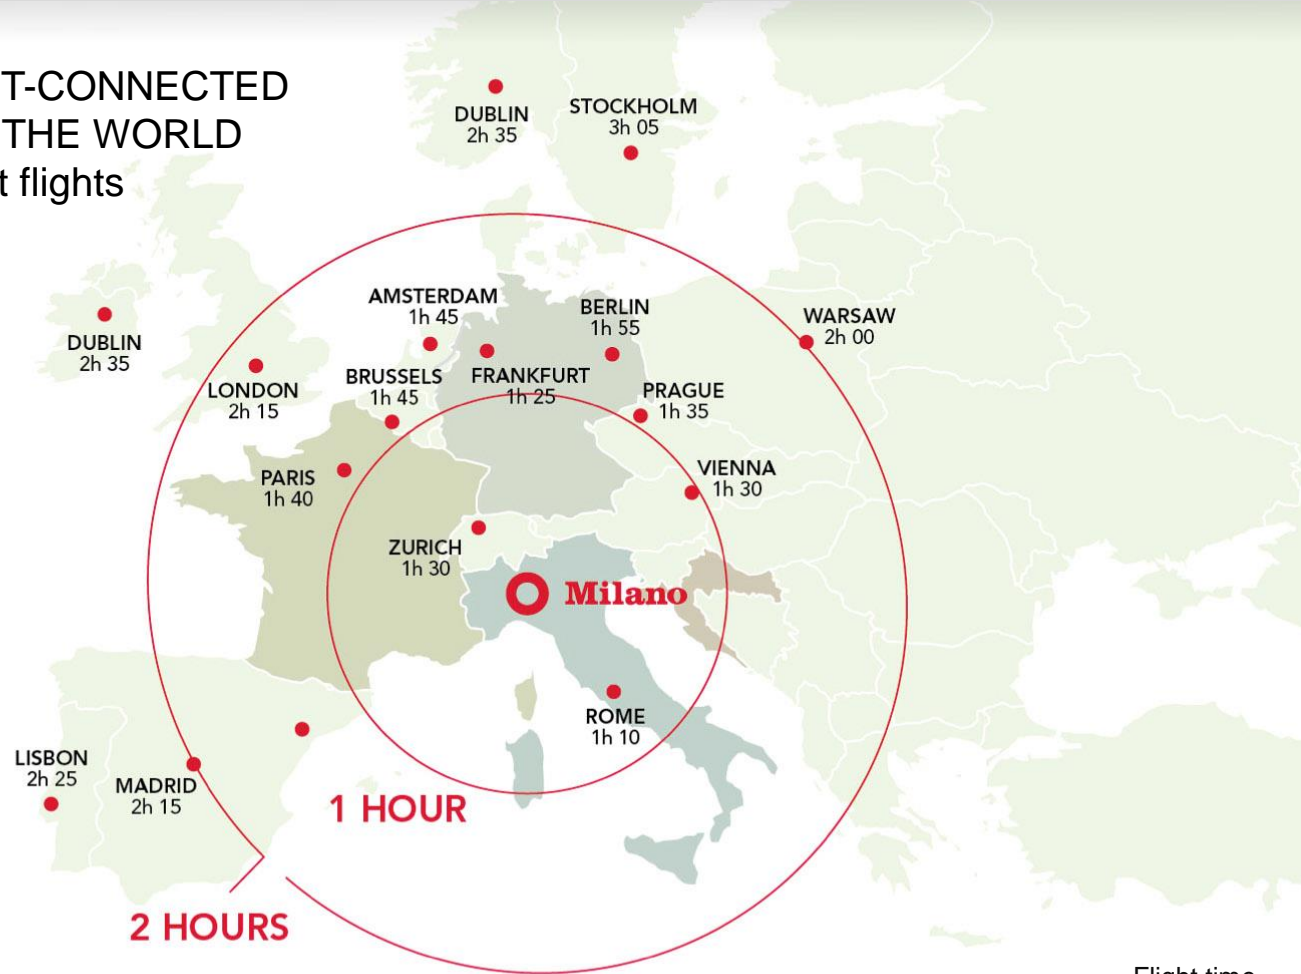 T-CONNECTED
THE WORLD
t flights
DUBLIN
2h 35
STOCKHOLM
3h 05
AMSTERDAM
1h 45
BERLIN
1h 55
WARSAW
2h 00
DUBLIN
2h 35
LONDON
2h 15
BRUSSELS
1h 45
FRANKFURT
1h 25
PRAGUE
1h 35
PARIS
1h 40
VIENNA
1h 30
ZURICH
1h 30
Milano
ROME
1h 10
LISBON
2h 25
MADRID
2h 15
1 HOUR
2 HOURS
Flight time